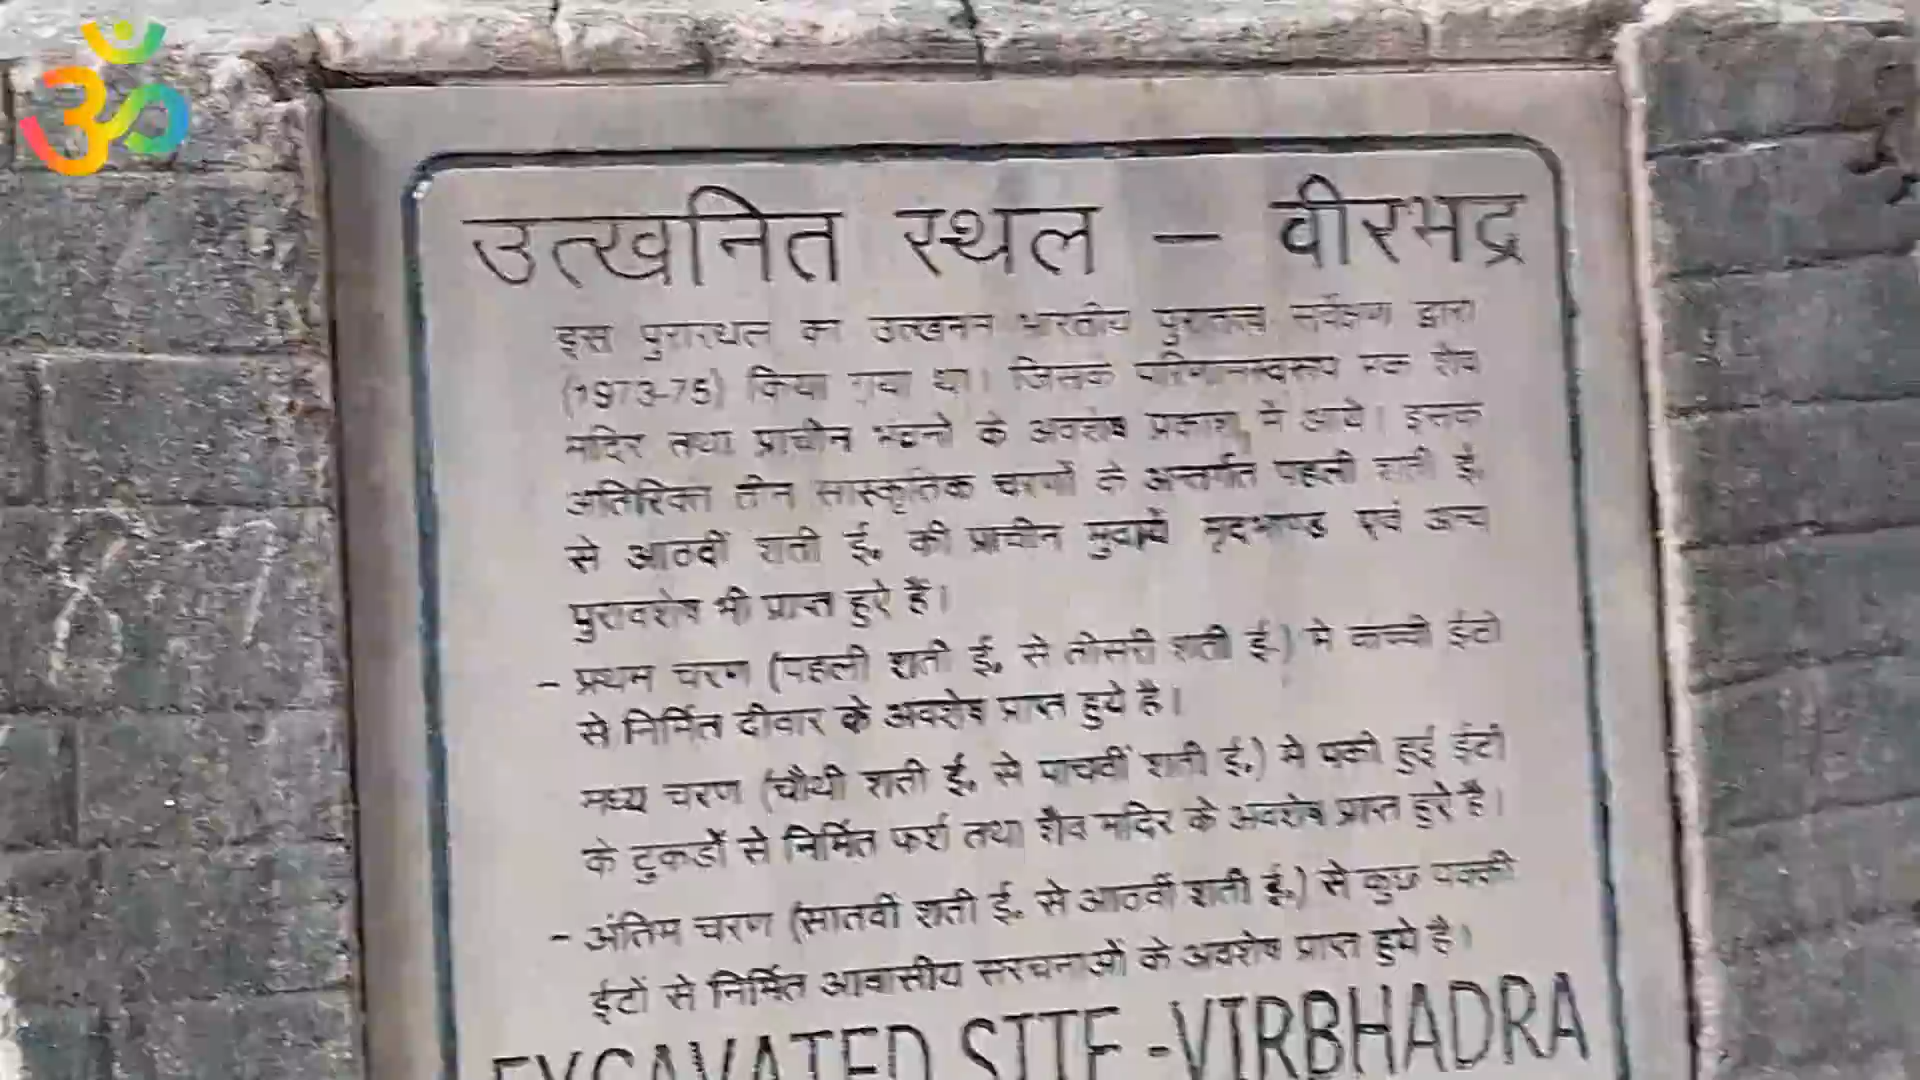 ॐ
उत्खनित स्थल – वीरभद्र
इस पुरास्थल का उत्खनन भारतीय पुरातत्व सर्वेक्षण द्वारा
(1973-75) किया गया था। जिसके परिणामस्वरूप एक शैव
मंदिर तथा प्राचीन भवनो के अवशेष प्रकाश में आये। इसके
अतिरिक्त तीन सांस्कृतिक चरणों के अन्तर्गत पहली शती ई.
से आठवीं शती ई. की प्राचीन मृदभाण्ड एवं अन्य
पुरावशेष भी प्राप्त हुऐ हैं।
– प्रथम चरण (पहली शती ई. से तीसरी शती ई.) मे कच्ची ईंटो
से निर्मित दीवार के अवशेष प्राप्त हुये है।
मध्य चरण (चौथी शती ई. से पाचवीं शती ई.) मे पकी हुई ईंटों
के टुकडों से निर्मित फर्श तथा शैव मंदिर के अवशेष प्राप्त हुऐ है।
– अंतिम चरण (सातवीं शती ई. से आठवीं शती ई.) से कुछ पक्की
ईंटों से निर्मित आवासीय सरचनाओं के अवशेष प्राप्त हुये है।
EXCAVATED SITE -VIRBHADRA